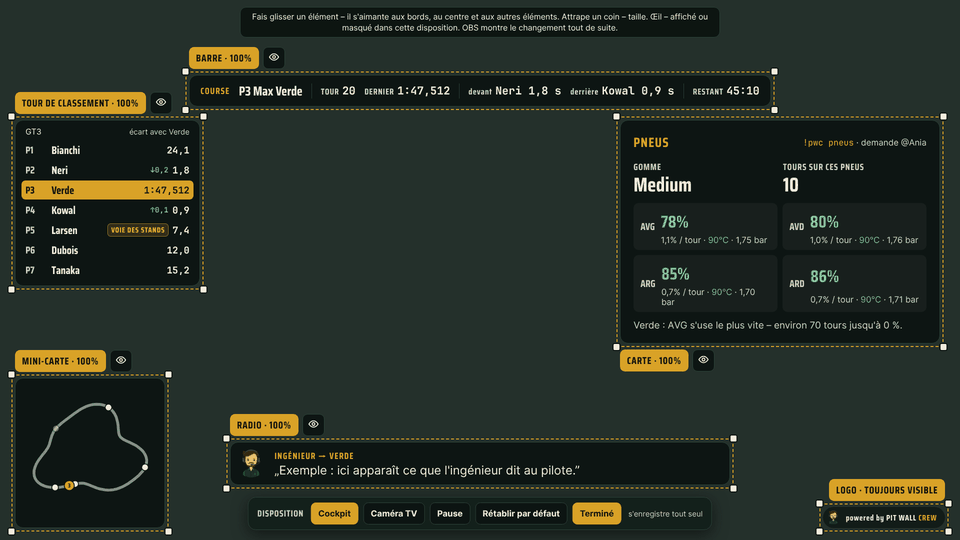 Fais glisser un élément – il s'aimante aux bords, au centre et aux autres éléments. Attrape un coin – taille. Œil – affiché ou
masqué dans cette disposition. OBS montre le changement tout de suite.
BARRE · 100%
COURSE P3 Max Verde TOUR 20 DERNIER 1:47,512 devant Neri 1,8 s derrière Kowal 0,9 s RESTANT 45:10
TOUR DE CLASSEMENT · 100%
GT3 écart avec Verde
P1 Bianchi 24,1
P2 Neri ↓0,2 1,8
P3 Verde 1:47,512
P4 Kowal ↑0,1 0,9
P5 Larsen VOIE DES STANDS 7,4
P6 Dubois 12,0
P7 Tanaka 15,2
PNEUS !pwc pneus · demande @Ania
GOMME TOURS SUR CES PNEUS
Medium 10
AVG 78%
1,1% / tour · 90°C · 1,75 bar
AVD 80%
1,0% / tour · 90°C · 1,76 bar
ARG 85%
0,7% / tour · 90°C · 1,70
bar
ARD 86%
0,7% / tour · 90°C · 1,71 bar
Verde : AVG s'use le plus vite – environ 70 tours jusqu'à 0 %.
CARTE · 100%
MINI-CARTE · 100%
RADIO · 100%
INGÉNIEUR → VERDE
„Exemple : ici apparaît ce que l'ingénieur dit au pilote.”
DISPOSITION Cockpit Caméra TV Pause Rétablir par défaut Terminé s'enregistre tout seul
LOGO · TOUJOURS VISIBLE
powered by PIT WALL CREW